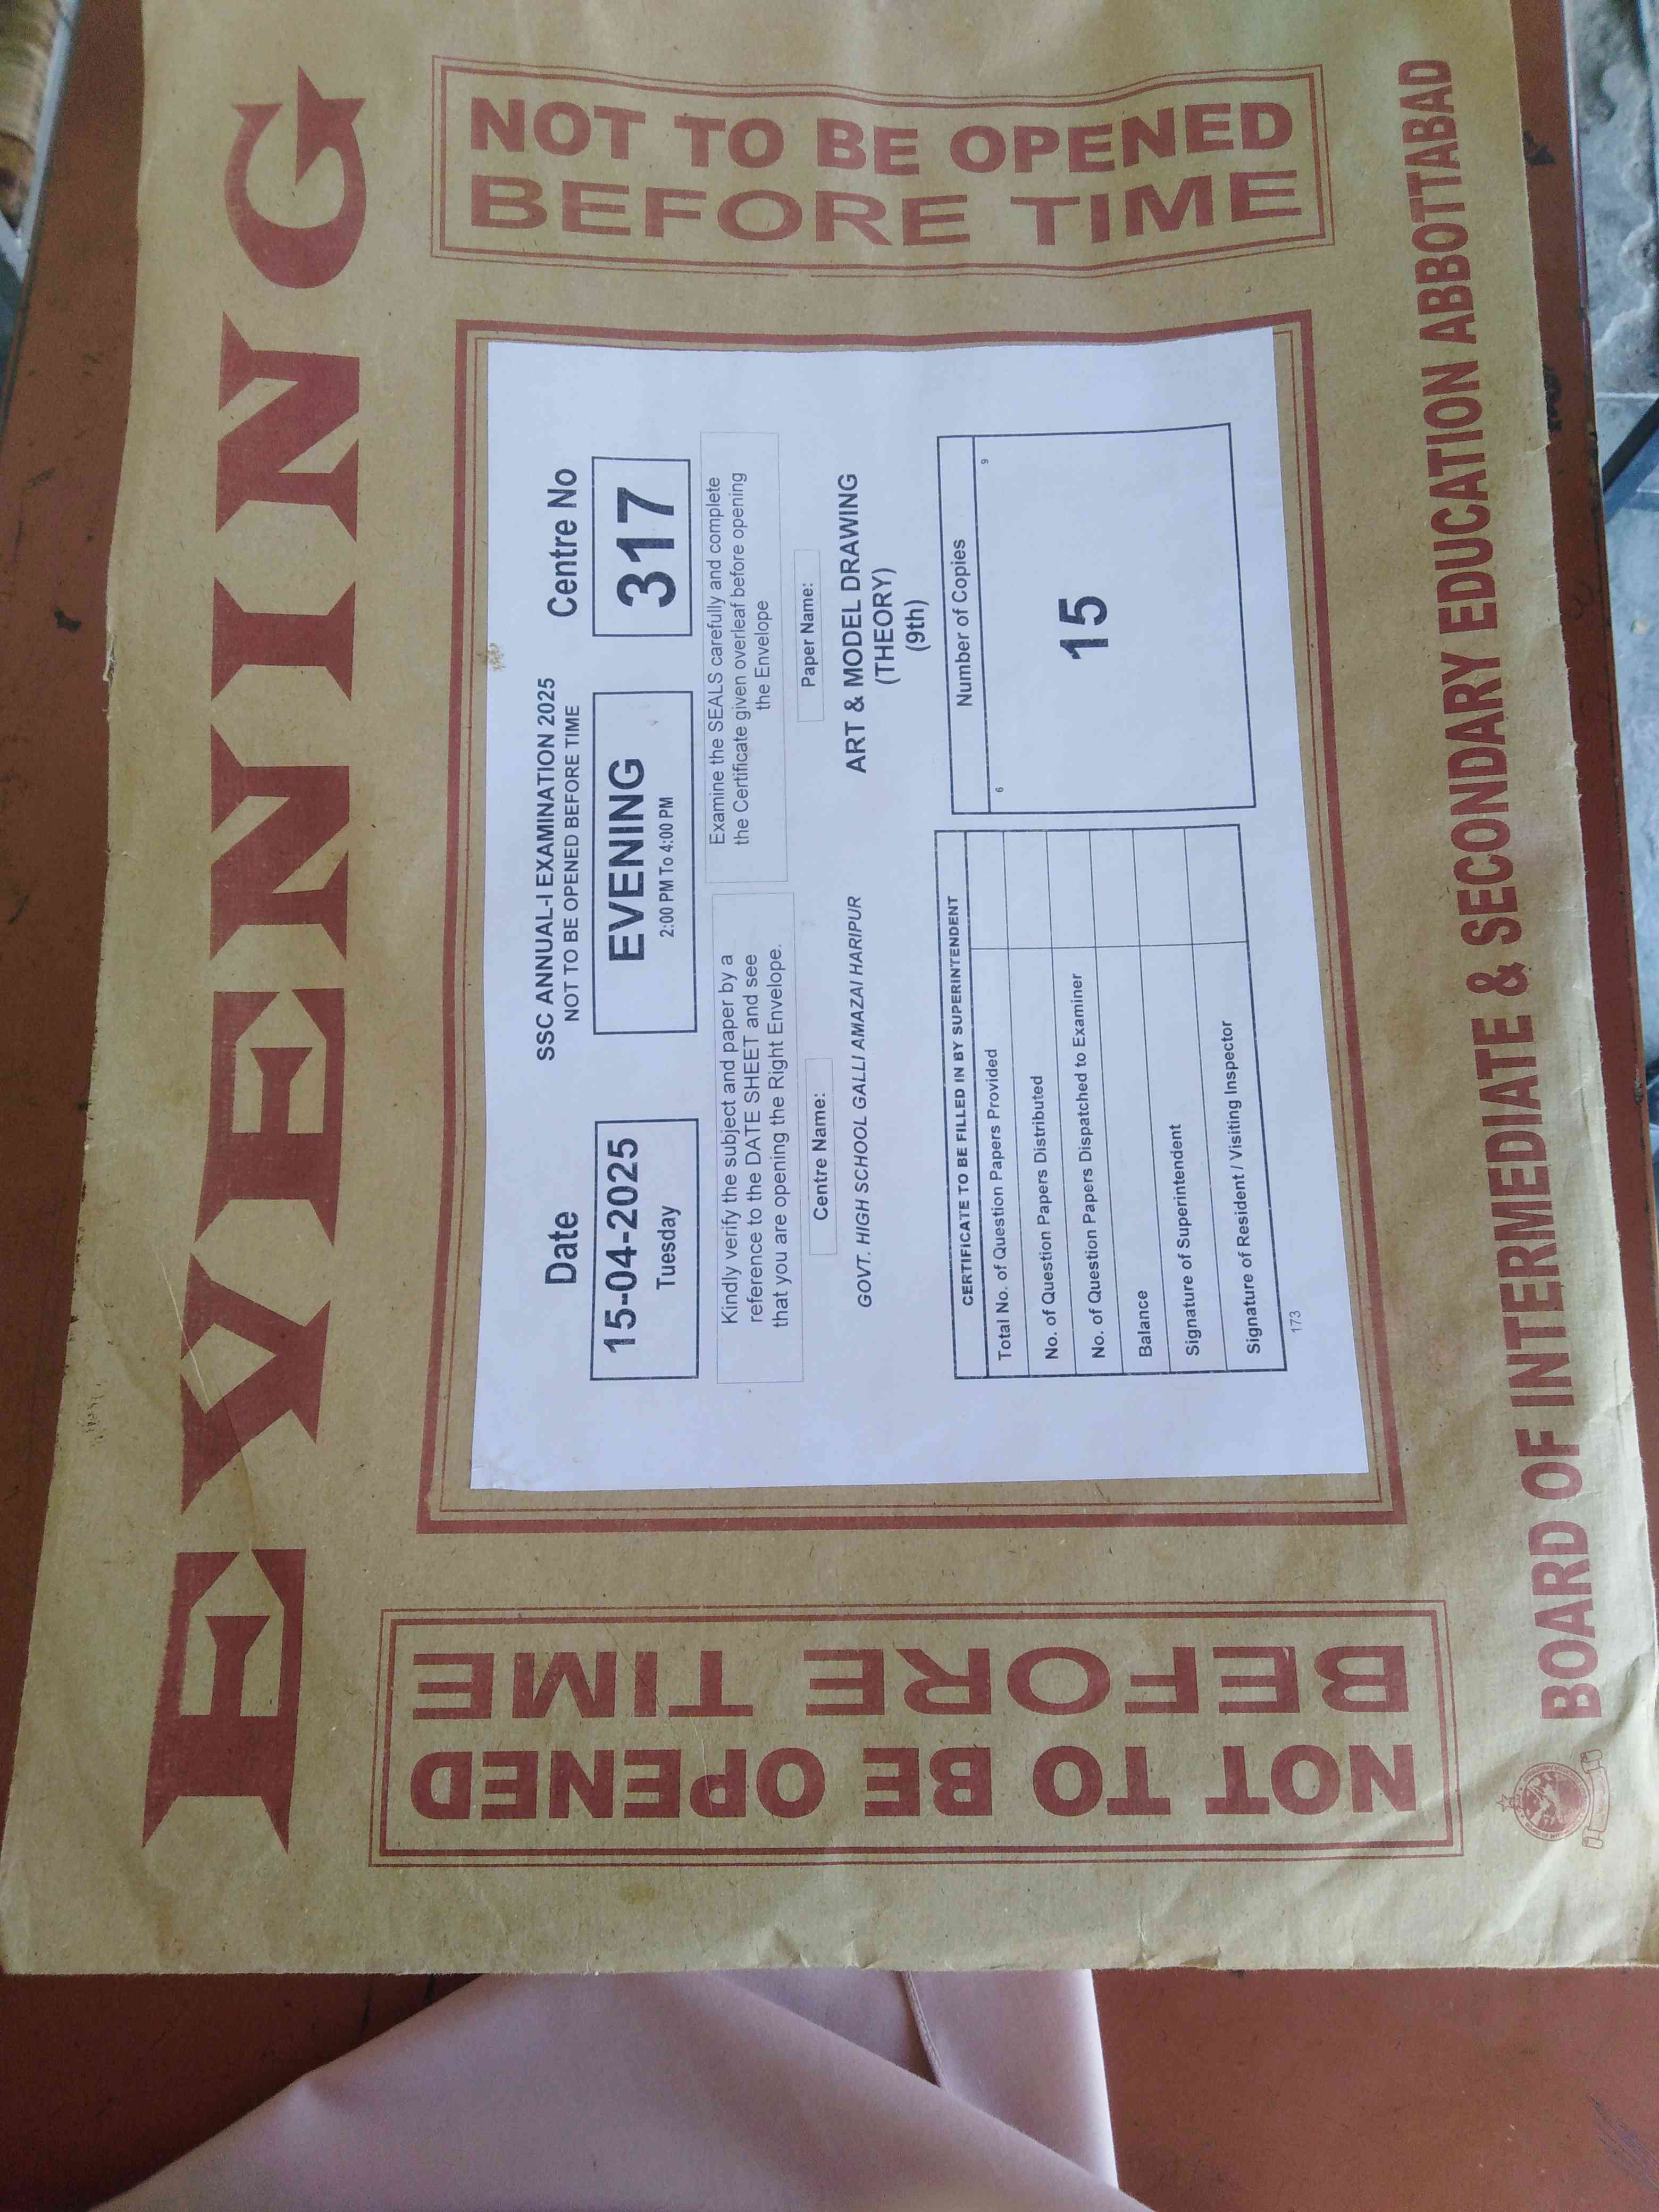 EVENING
NOT TO BE OPENED
BEFORE TIME
SSC ANNUAL-I EXAMINATION 2025
NOT TO BE OPENED BEFORE TIME
Date
15-04-2025
Tuesday
EVENING
2:00 PM To 4:00 PM
Centre No
317
Kindly verify the subject and paper by a
reference to the DATE SHEET and see
that you are opening the Right Envelope.
Examine the SEALS carefully and complete
the Certificate given overleaf before opening
the Envelope
Centre Name:
GOVT. HIGH SCHOOL GALLI AMAZAI HARIPUR
Paper Name:
ART & MODEL DRAWING
(THEORY)
(9th)
CERTIFICATE TO BE FILLED IN BY SUPERINTENDENT
Total No. of Question Papers Provided
No. of Question Papers Distributed
No. of Question Papers Dispatched to Examiner
Balance
Signature of Superintendent
Signature of Resident / Visiting Inspector
173
Number of Copies
6
9
15
NOT TO BE OPENED
BEFORE TIME
BOARD OF INTERMEDIATE & SECONDARY EDUCATION ABBOTTABAD